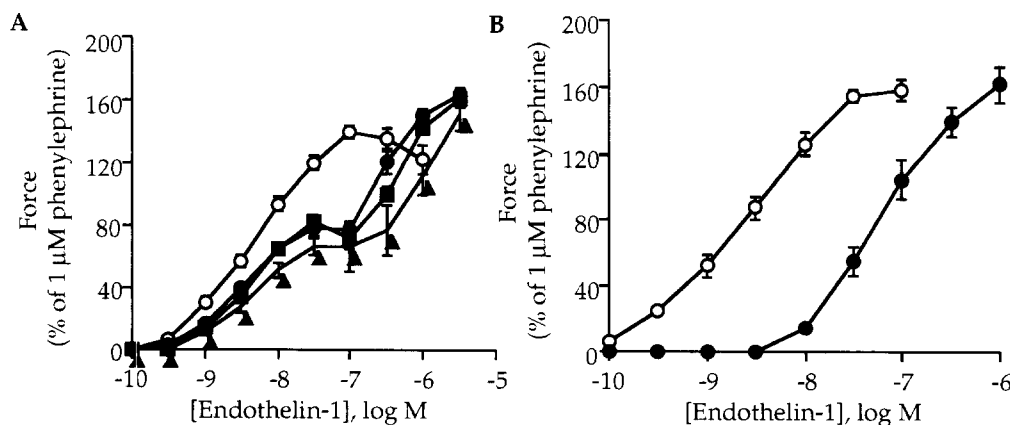 A
Force
(% of 1 µM phenylephrine)
200
160
120
80
40
0
-10
-9
-8
-7
-6
-5
[Endothelin-1], log M
B
Force
(% of 1 µM phenylephrine)
200
160
120
80
40
0
-10
-9
-8
-7
-6
[Endothelin-1], log M